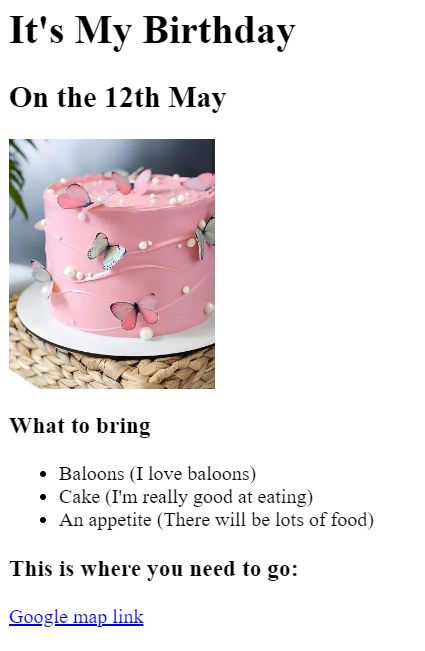 It's My Birthday
On the 12th May
What to bring
Baloons (I love baloons)
Cake (I'm really good at eating)
An appetite (There will be lots of food)
This is where you need to go:
Google map link